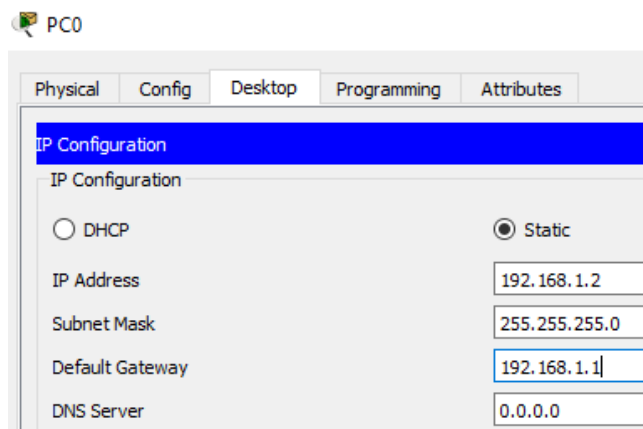 PC0
Physical Config Desktop Programming Attributes
IP Configuration
IP Configuration
DHCP Static
IP Address 192.168.1.2
Subnet Mask 255.255.255.0
Default Gateway 192.168.1.1
DNS Server 0.0.0.0